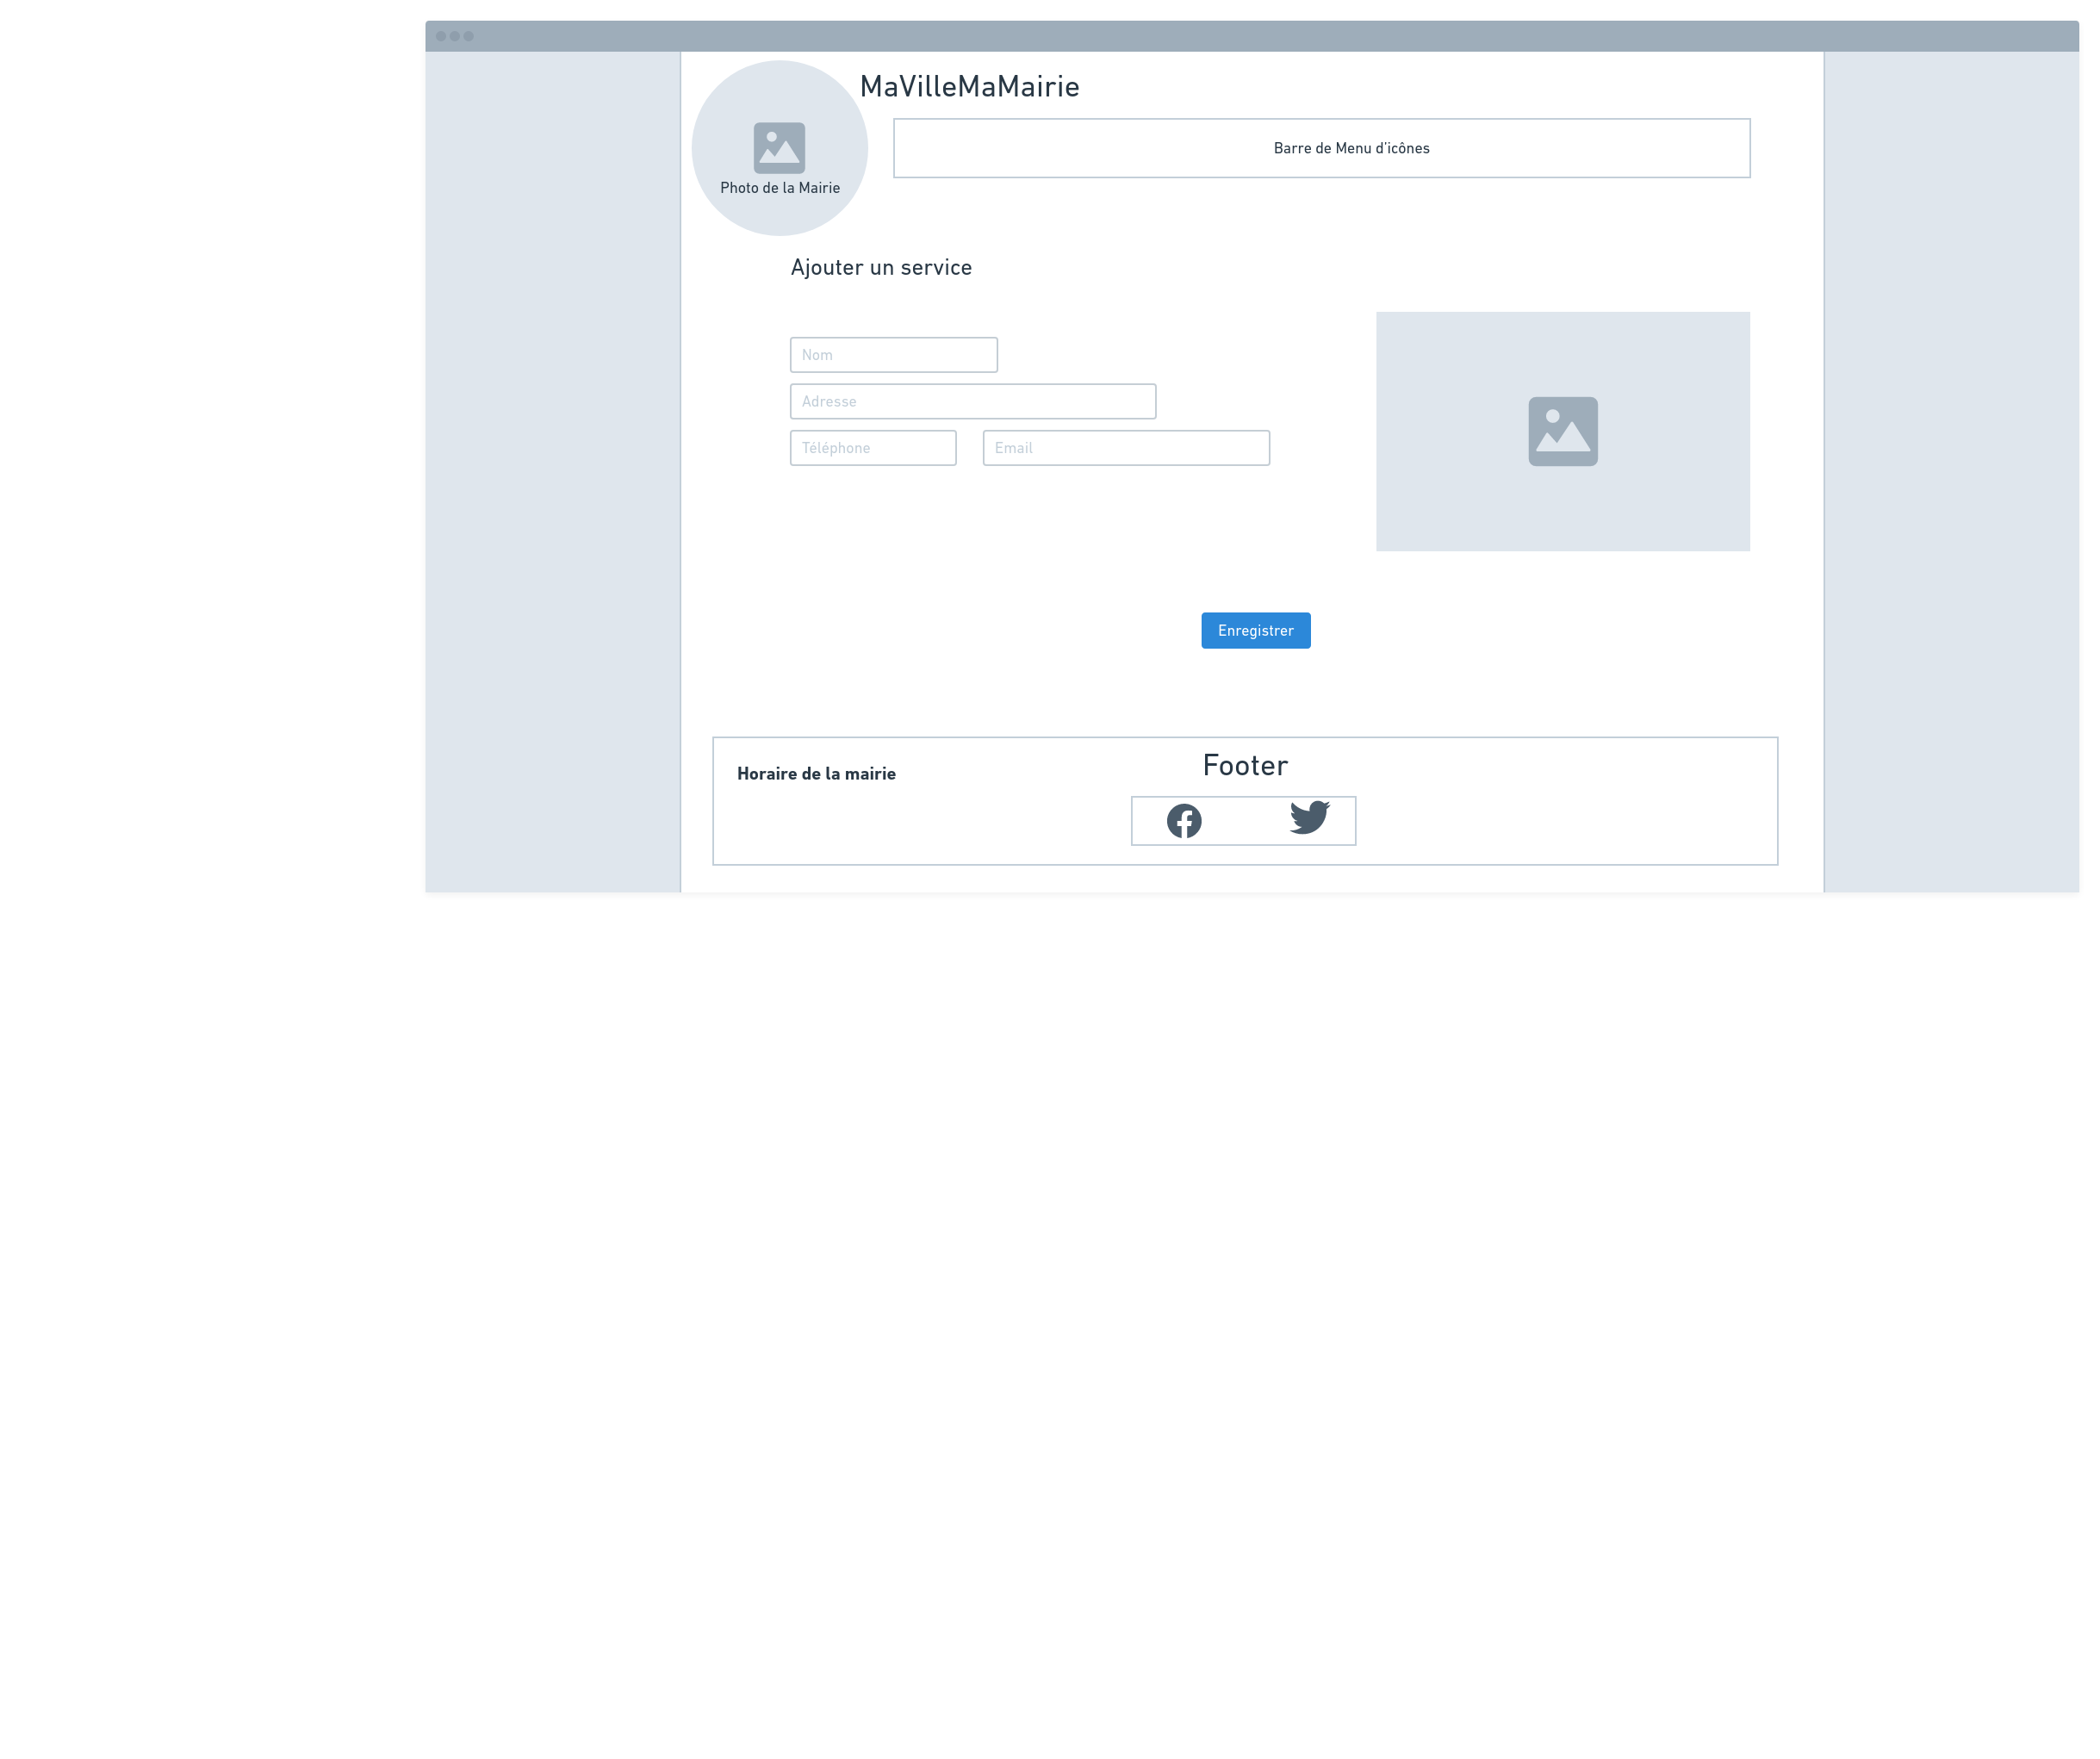 MaVilleMaMairie
Barre de Menu d'icônes
Photo de la Mairie
Ajouter un service
Nom
Adresse
Téléphone
Email
Enregistrer
Footer
Horaire de la mairie